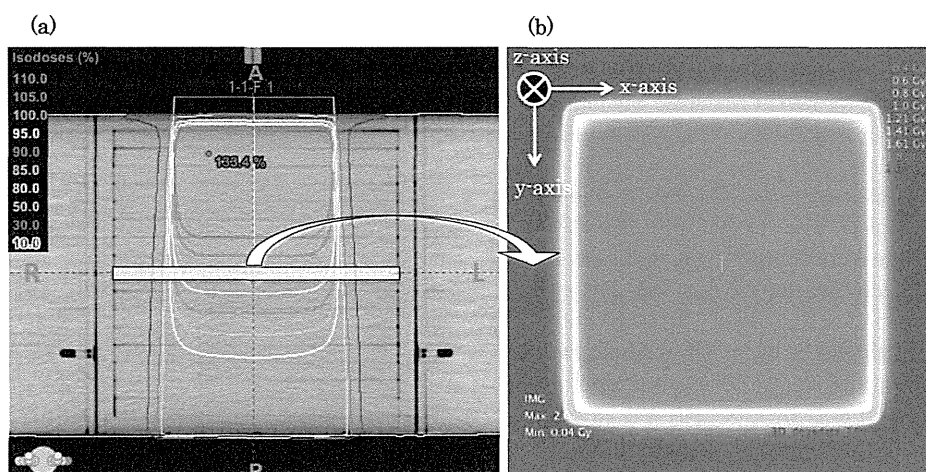 (a)
Isodoses (%)
110.0
105.0
100.0
95.0
90.0
85.0
80.0
50.0
30.0
10.0
A
1-1-F 1
133.4 %
R
L
(b)
z-axis
x-axis
y-axis
0.6 Gy
0.8 Gy
1.0 Gy
1.21 Gy
1.41 Gy
1.61 Gy
IMG
Max: 2
Min: 0.04 Gy